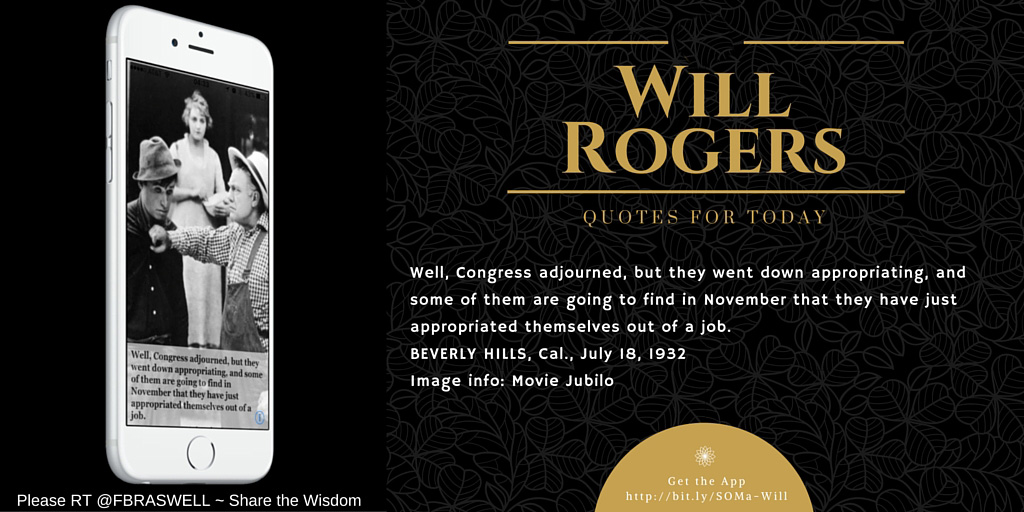 Well, Congress adjourned, but they
went down appropriating, and some
of them are going to find in
November that they have just
appropriated themselves out of a
job.
Please RT @FBRASWELL ~ Share the Wisdom
WILL
ROGERS
QUOTES FOR TODAY
Well, Congress adjourned, but they went down appropriating, and
some of them are going to find in November that they have just
appropriated themselves out of a job.
BEVERLY HILLS, Cal., July 18, 1932
Image info: Movie Jubilo
Get the App
http://bit.ly/SOMa-Will